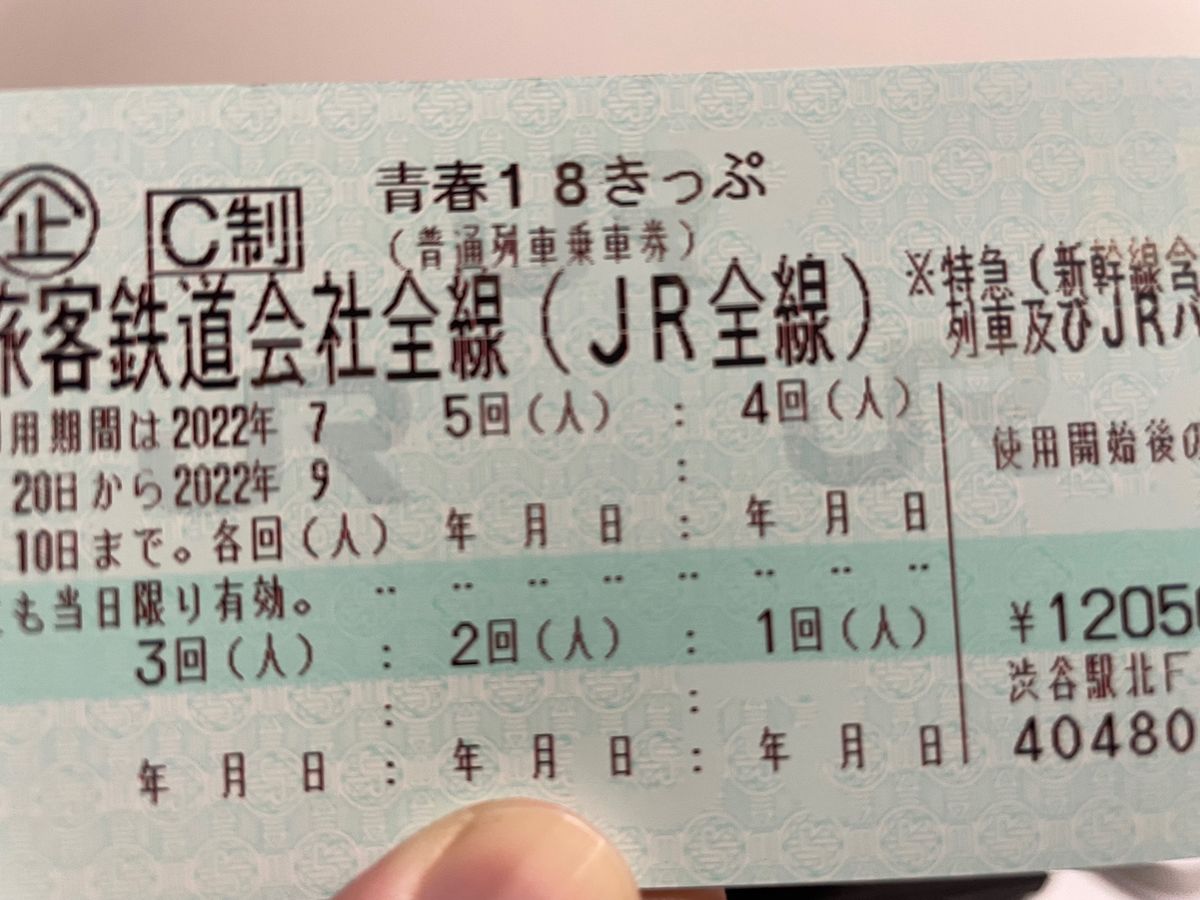 青春18きっぷ
企 C制
(普通列車乗車券)
旅客鉄道会社全線(JR全線)
※特急(新幹線含
列車及びJRバ
用期間は2022年 7
20日から2022年 9
10日まで。各回(人)
も当日限り有効。
5回(人) : 4回(人)
:
年 月 日 : 年 月 日
‥ ‥ ‥ ‥ ‥ ‥ ‥ ‥
3回(人) : 2回(人) : 1回(人)
: :
年 月 日 : 年 月 日 : 年 月 日
使用開始後の
¥12050
渋谷駅北F
40480